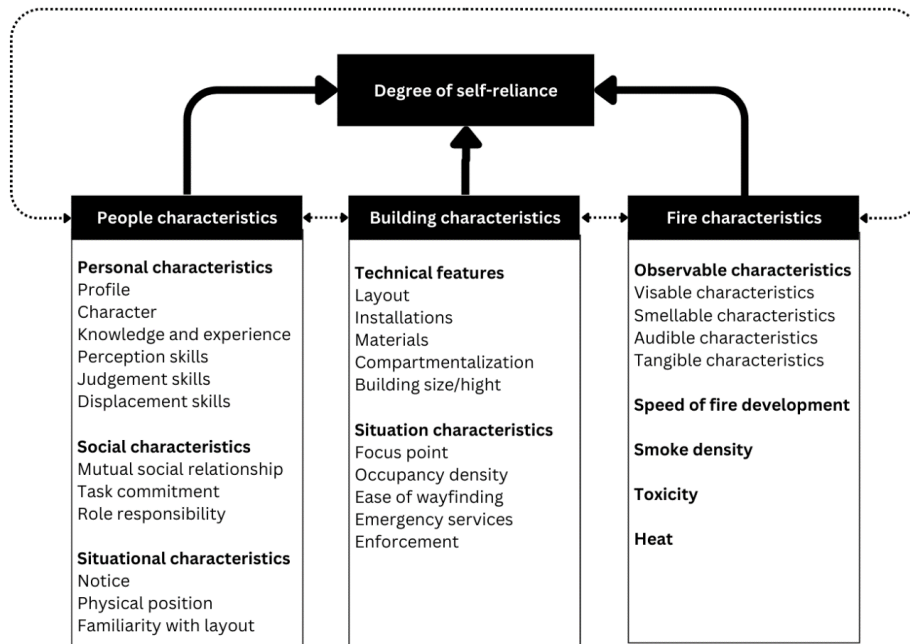 Degree of self-reliance
People characteristics
Personal characteristics
Profile
Character
Knowledge and experience
Perception skills
Judgement skills
Displacement skills
Social characteristics
Mutual social relationship
Task commitment
Role responsibility
Situational characteristics
Notice
Physical position
Familiarity with layout
Building characteristics
Technical features
Layout
Installations
Materials
Compartmentalization
Building size/hight
Situation characteristics
Focus point
Occupancy density
Ease of wayfinding
Emergency services
Enforcement
Fire characteristics
Observable characteristics
Visable characteristics
Smellable characteristics
Audible characteristics
Tangible characteristics
Speed of fire development
Smoke density
Toxicity
Heat